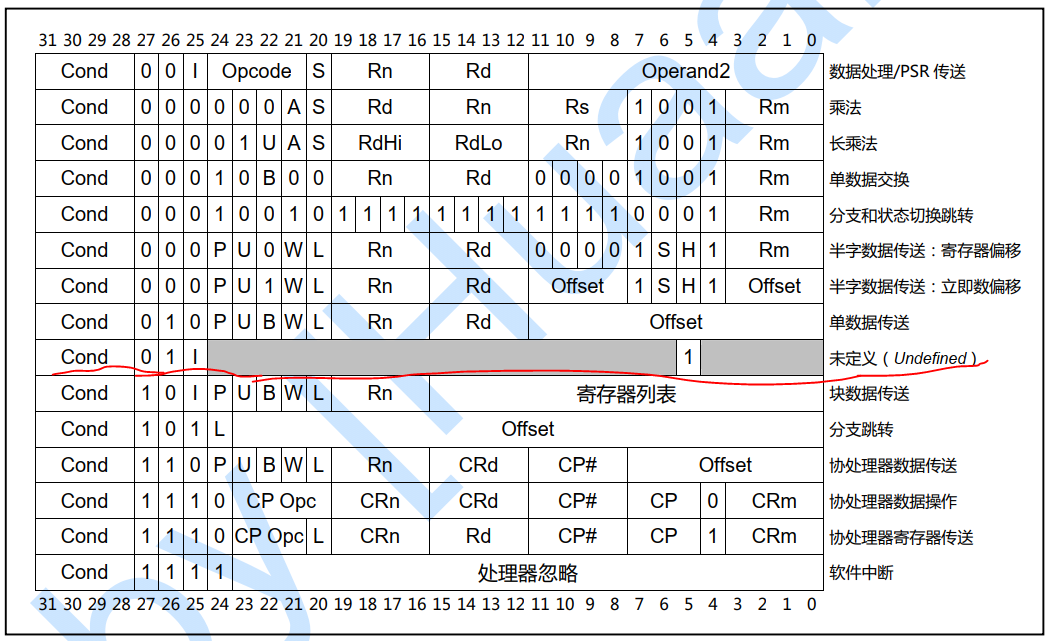 31 30 29 28 27 26 25 24 23 22 21 20 19 18 17 16 15 14 13 12 11 10 9 8 7 6 5 4 3 2 1 0
Cond 0 0 I Opcode S Rn Rd Operand2 数据处理/PSR 传送
Cond 0 0 0 0 0 0 A S Rd Rn Rs 1 0 0 1 Rm 乘法
Cond 0 0 0 0 1 U A S RdHi RdLo Rn 1 0 0 1 Rm 长乘法
Cond 0 0 0 1 0 B 0 0 Rn Rd 0 0 0 0 1 0 0 1 Rm 单数据交换
Cond 0 0 0 1 0 0 1 0 1 1 1 1 1 1 1 1 1 1 1 1 0 0 0 1 Rm 分支和状态切换跳转
Cond 0 0 0 P U 0 W L Rn Rd 0 0 0 0 1 S H 1 Rm 半字数据传送：寄存器偏移
Cond 0 0 0 P U 1 W L Rn Rd Offset 1 S H 1 Offset 半字数据传送：立即数偏移
Cond 0 1 0 P U B W L Rn Rd Offset 单数据传送
Cond 0 1 I 1 未定义（Undefined）
Cond 1 0 I P U B W L Rn 寄存器列表 块数据传送
Cond 1 0 1 L Offset 分支跳转
Cond 1 1 0 P U B W L Rn CRd CP# Offset 协处理器数据传送
Cond 1 1 1 0 CP Opc CRn CRd CP# CP 0 CRm 协处理器数据操作
Cond 1 1 1 0 CP Opc L CRn Rd CP# CP 1 CRm 协处理器寄存器传送
Cond 1 1 1 1 处理器忽略 软件中断
31 30 29 28 27 26 25 24 23 22 21 20 19 18 17 16 15 14 13 12 11 10 9 8 7 6 5 4 3 2 1 0
by